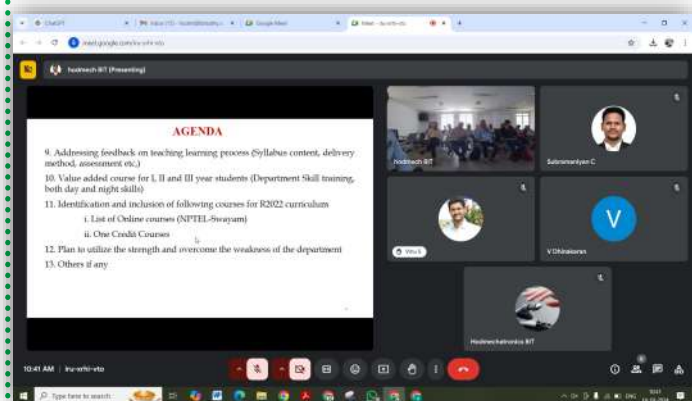 ChatGPT
Google Meet
hodmech BIT (Presenting)
AGENDA
9. Addressing feedback on teaching learning process (Syllabus content, delivery
method, assessment etc,)
10. Value added course for I, II and III year students (Department Skill training,
both day and night skills)
11. Identification and inclusion of following courses for R2022 curriculum
i. List of Online courses (NPTEL-Swayam)
ii. One Credit Courses
12. Plan to utilize the strength and overcome the weakness of the department
13. Others if any
hodmech BIT
Subramaniyan C
V
V Dhinakaran
Hodmechatronics BIT
10:41 AM
Type here to search